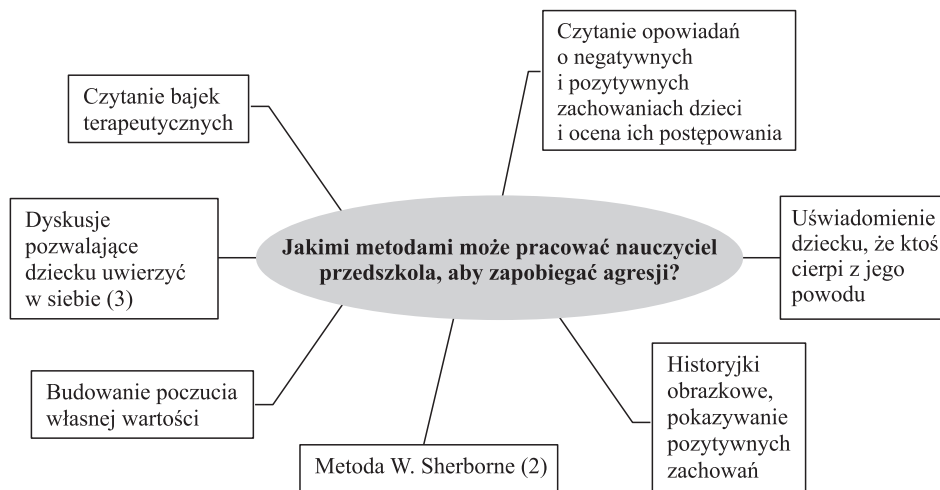 Czytanie opowiadań
o negatywnych
i pozytywnych
zachowaniach dzieci
i ocena ich postępowania
Czytanie bajek
terapeutycznych
Dyskusje
pozwalające
dziecku uwierzyć
w siebie (3)
Jakimi metodami może pracować nauczyciel
przedszkola, aby zapobiegać agresji?
Uświadomienie
dziecku, że ktoś
cierpi z jego
powodu
Budowanie poczucia
własnej wartości
Metoda W. Sherborne (2)
Historyjki
obrazkowe,
pokazywanie
pozytywnych
zachowań